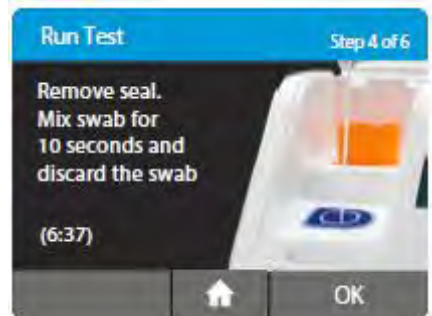 Run Test
Step 4 of 6
Remove seal.
Mix swab for
10 seconds and
discard the swab
(6:37)
OK